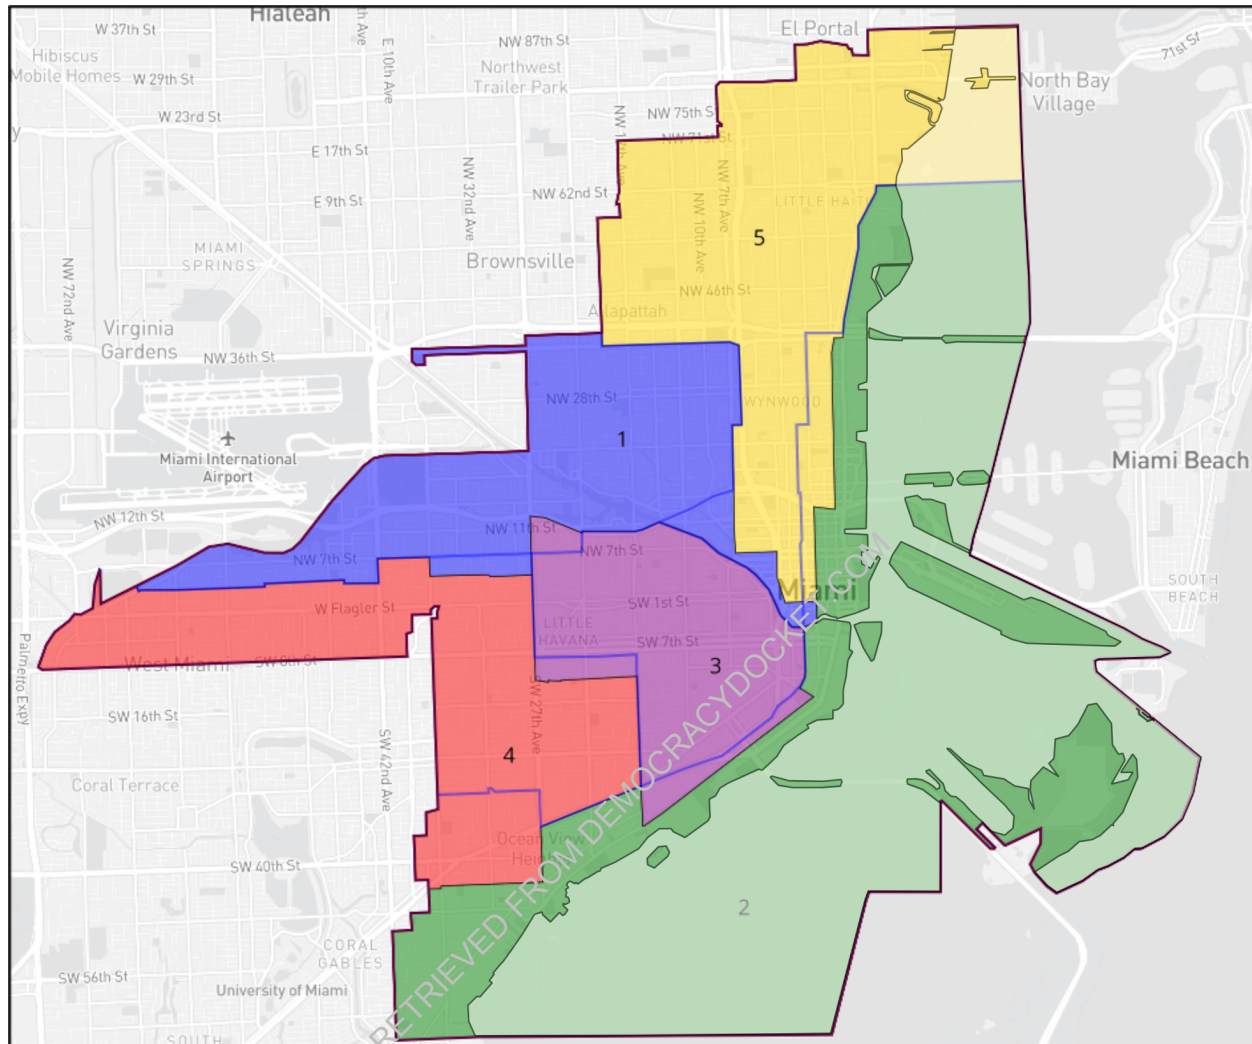 Hialeah
W 37th St
NW 87th St
El Portal
71st St
Hibiscus
Mobile Homes
E 10th Ave
Northwest
Trailer Park
W 29th St
North Bay
Village
W 23rd St
NW 75th S
NW 71st St
E 17th St
NW 32nd Ave
NW 7th Ave
E 9th St
NW 62nd St
NW 10th Ave
LITTLE HAITI
MIAMI
SPRINGS
5
Brownsville
NW 72nd Ave
NW 46th St
Allapattah
Virginia
Gardens
NW 36th St
NW 28th St
WYNWOOD
1
Miami International
Airport
Miami Beach
NW 12th St
NW 11th St
NW 7th St
NW 7th St
SOUTH
BEACH
Miami
W Flagler St
SW 1st St
LITTLE
HAVANA
SW 7th St
West Miami
SW 8th St
3
Palmetto Expy
SW 16th St
SW 27th Ave
SW 42nd Ave
4
Coral Terrace
Ocean View
Heig
SW 40th St
2
CORAL
GABLES
SW 56th St
University of Miami
SOUTH
RETRIEVED FROM DEMOCRACYDOCKET.COM